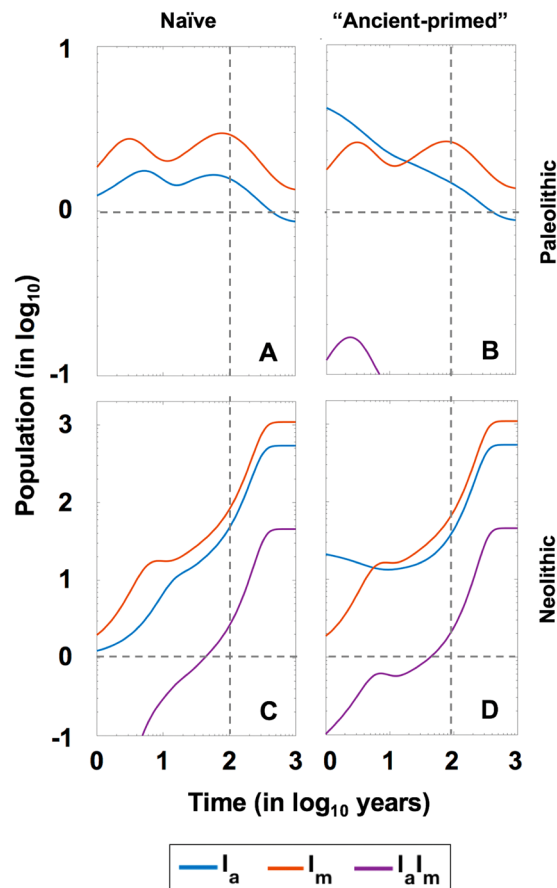 Naïve
“Ancient-primed”
1
0
-1
A
B
Paleolithic
Population (in log10)
3
2
1
0
-1
C
D
Neolithic
0 1 2 3
0 1 2 3
Time (in log10 years)
Ia Im IaIm